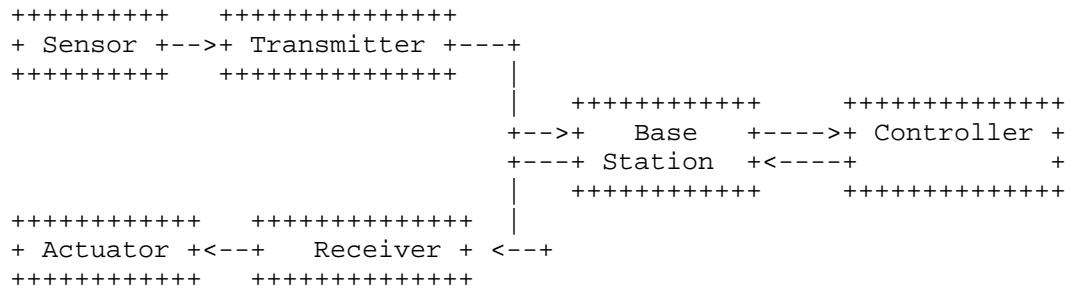 ++++++++++   +++++++++++++++
+ Sensor +-->+ Transmitter +---+
++++++++++   +++++++++++++++   |
                               |   ++++++++++++     ++++++++++++++
                               +-->+   Base   +---->+ Controller +
                               +---+ Station  +<----+            +
                               |   ++++++++++++     ++++++++++++++
++++++++++++   ++++++++++++++  |
+ Actuator +<--+   Receiver + <--+
++++++++++++   ++++++++++++++